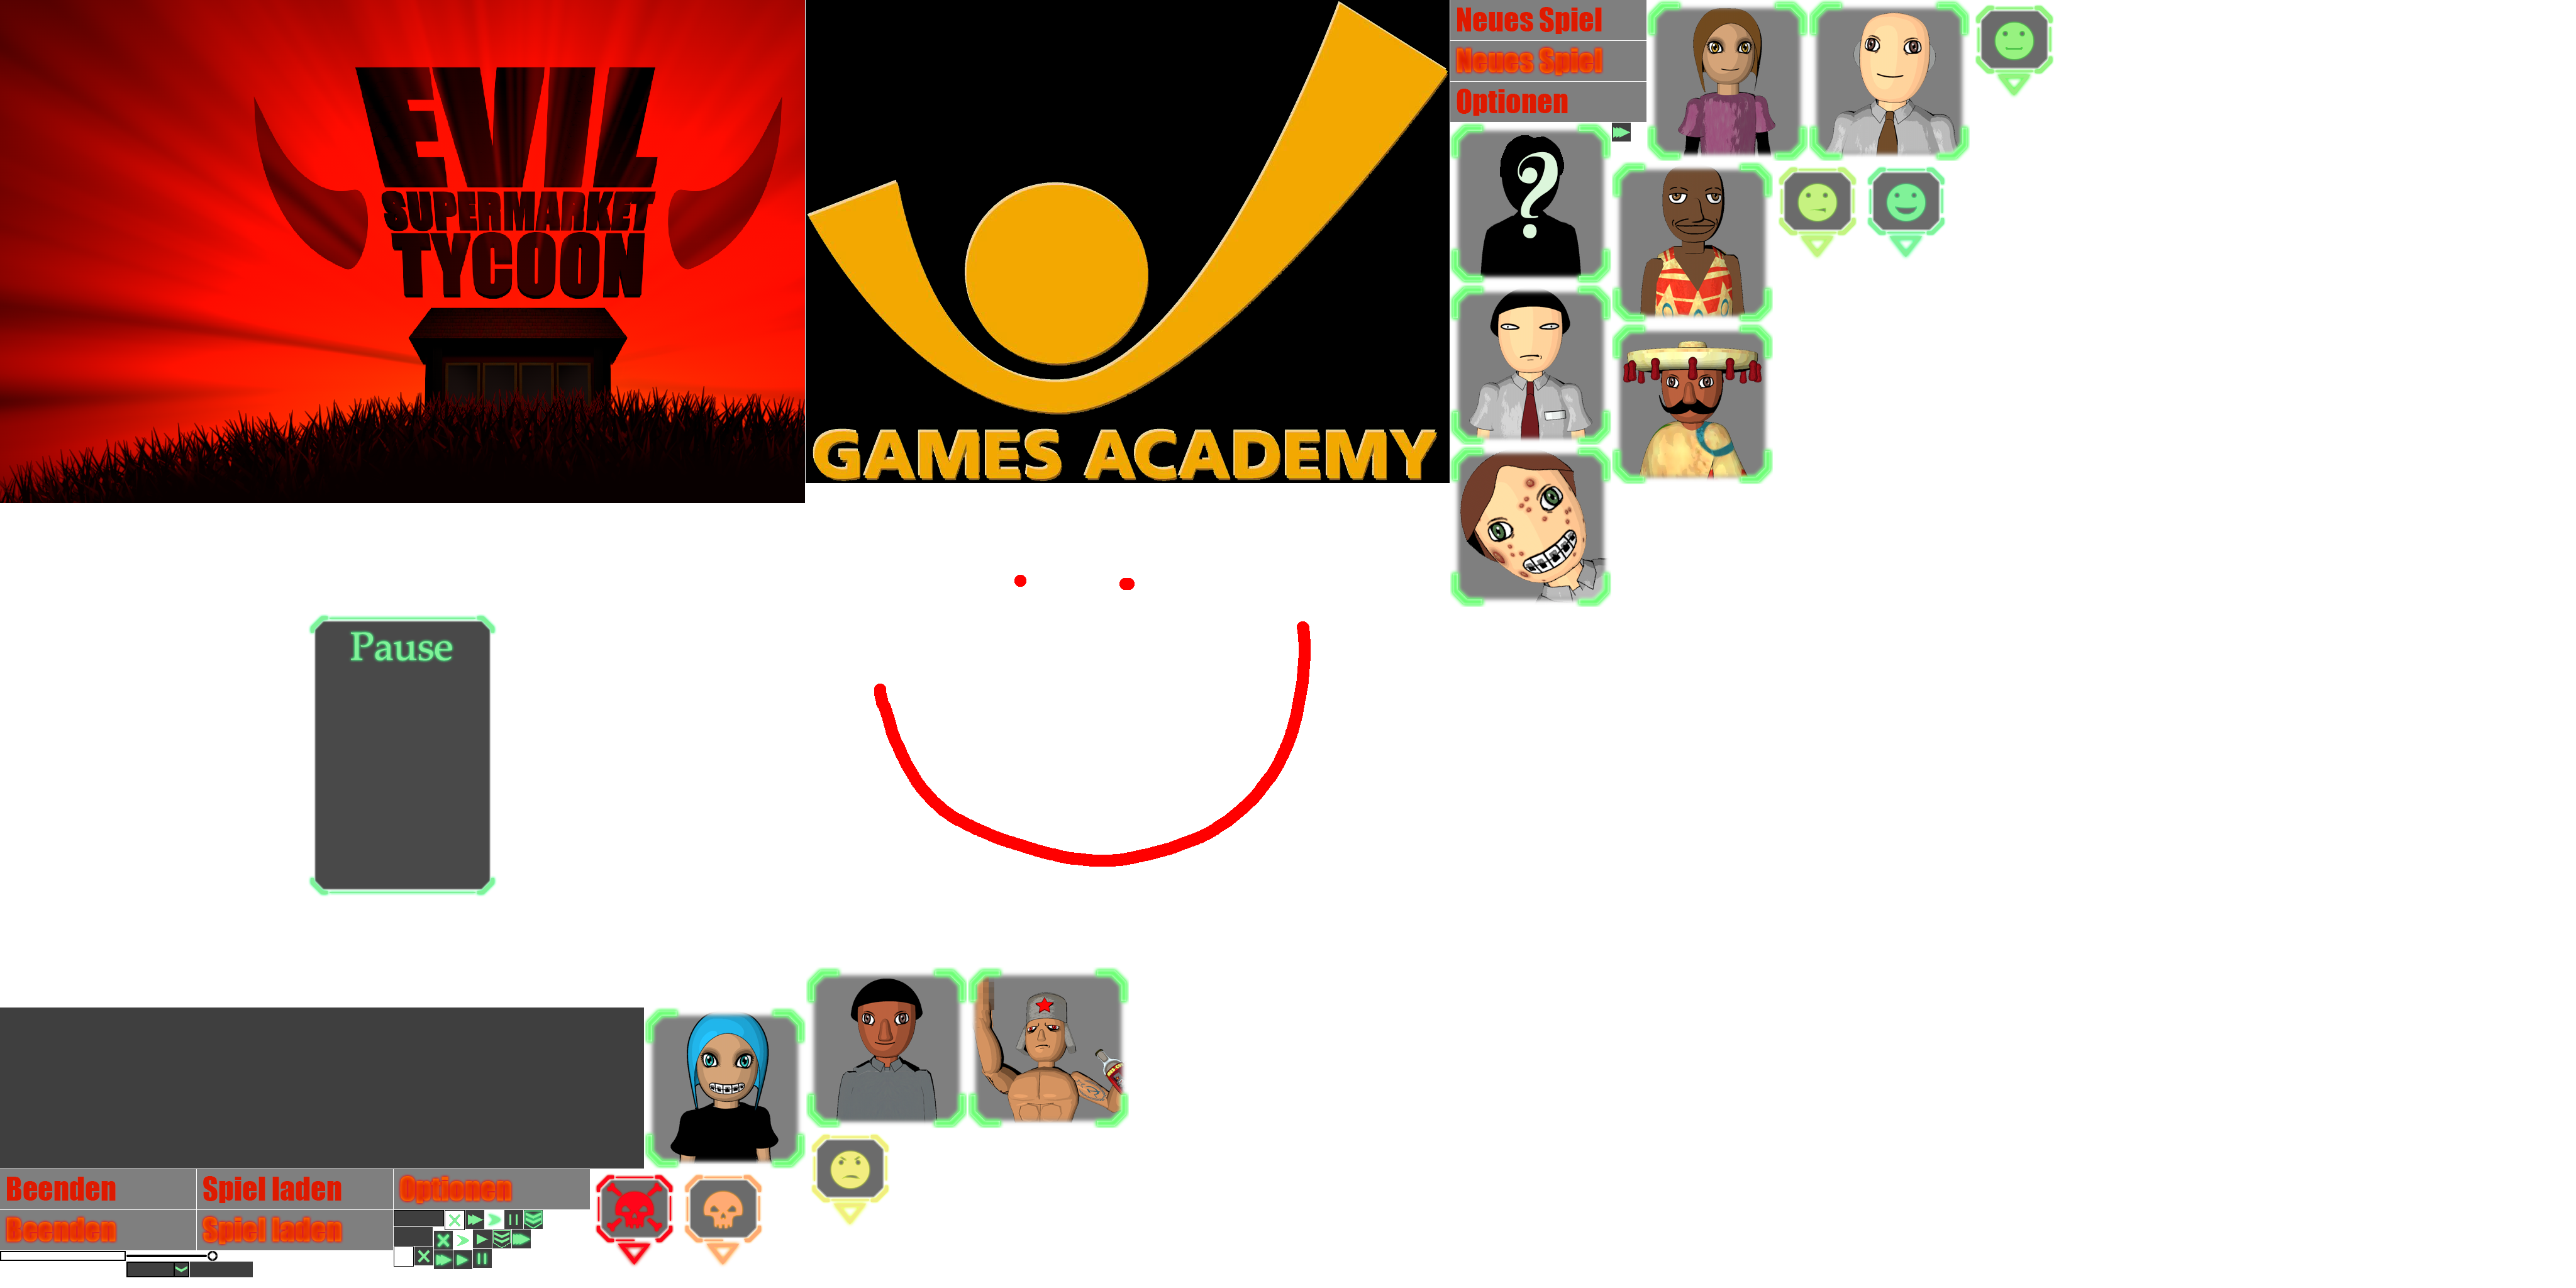 EVIL
SUPERMARKET
TYCOON
GAMES ACADEMY
Neues Spiel
Neues Spiel
Optionen
?
Pause
Beenden
Spiel laden
Optionen
Beenden
Spiel laden